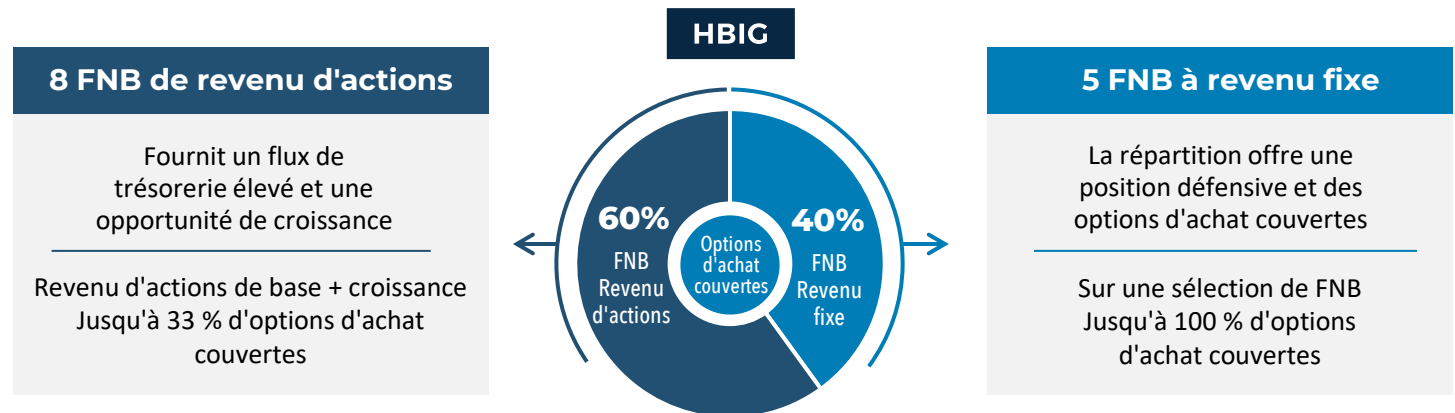 HBIG
8 FNB de revenu d'actions
Fournit un flux de
trésorerie élevé et une
opportunité de croissance
Revenu d'actions de base + croissance
Jusqu'à 33 % d'options d'achat
couvertes
60%
FNB
Revenu
d'actions
Options
d'achat
couvertes
40%
FNB
Revenu
fixe
5 FNB à revenu fixe
La répartition offre une
position défensive et des
options d'achat couvertes
Sur une sélection de FNB
Jusqu'à 100 % d'options
d'achat couvertes